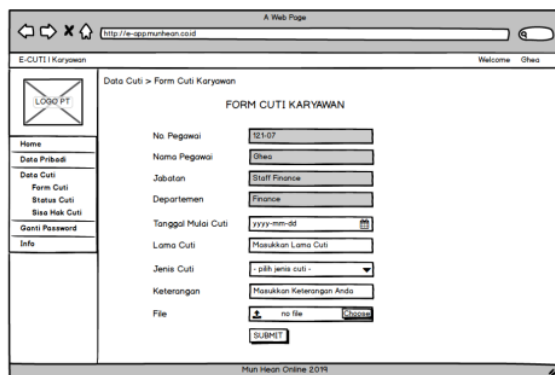 A Web Page
http://e-app.munhean.co.id
E-CUTI I Karyawan
Welcome Ghea
LOGO PT
Home
Data Pribadi
Data Cuti
Form Cuti
Status Cuti
Sisa Hak Cuti
Ganti Password
Info
Data Cuti > Form Cuti Karyawan
FORM CUTI KARYAWAN
No. Pegawai 121-07
Nama Pegawai Ghea
Jabatan Staff Finance
Departemen Finance
Tanggal Mulai Cuti yyyy-mm-dd
Lama Cuti Masukkan Lama Cuti
Jenis Cuti - pilih jenis cuti -
Keterangan Masukkan Keterangan Anda
File no file Choose
SUBMIT
Mun Hean Online 2019